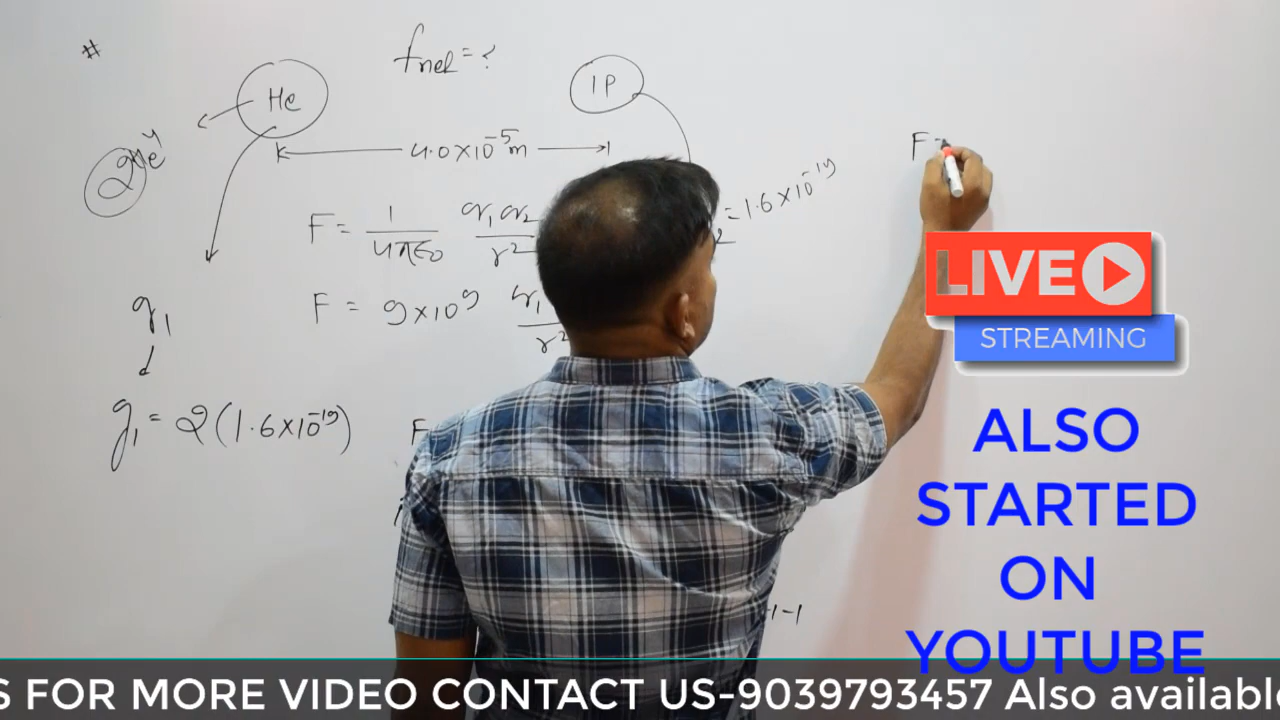 #
Fnet = ?
He
1P
2He⁴
4.0×10⁻⁵m
F = 1/4πε₀ q₁q₂/r²
= 1.6×10⁻¹⁹
F =
q₁
F = 9×10⁹ q₁ / r²
q₁ = 2(1.6×10⁻¹⁹)
F
LIVE
STREAMING
ALSO
STARTED
ON
YOUTUBE
S FOR MORE VIDEO CONTACT US-9039793457 Also available